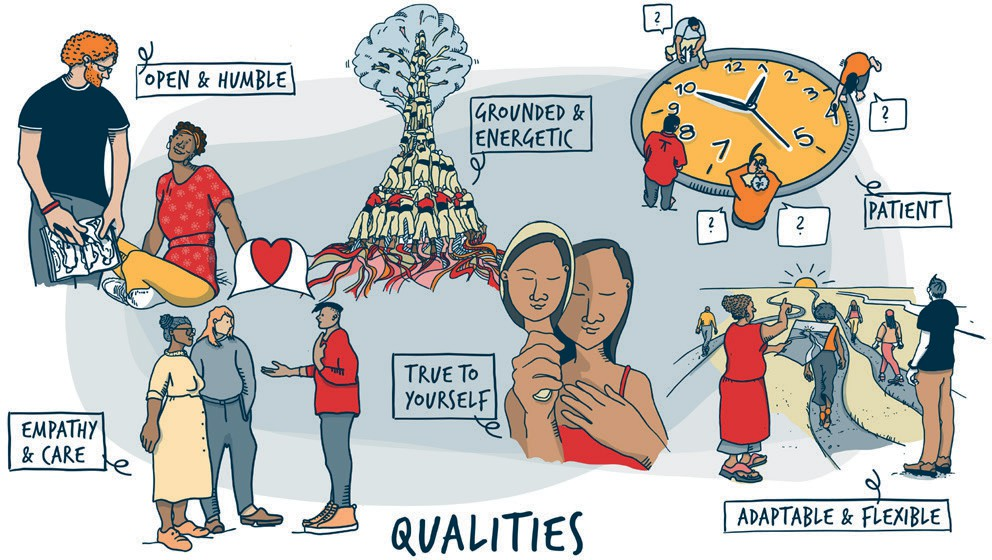 OPEN & HUMBLE
GROUNDED &
ENERGETIC
?
?
?
?
12
1
2
3
4
5
7
8
9
10
PATIENT
TRUE TO
YOURSELF
EMPATHY
& CARE
ADAPTABLE & FLEXIBLE
QUALITIES